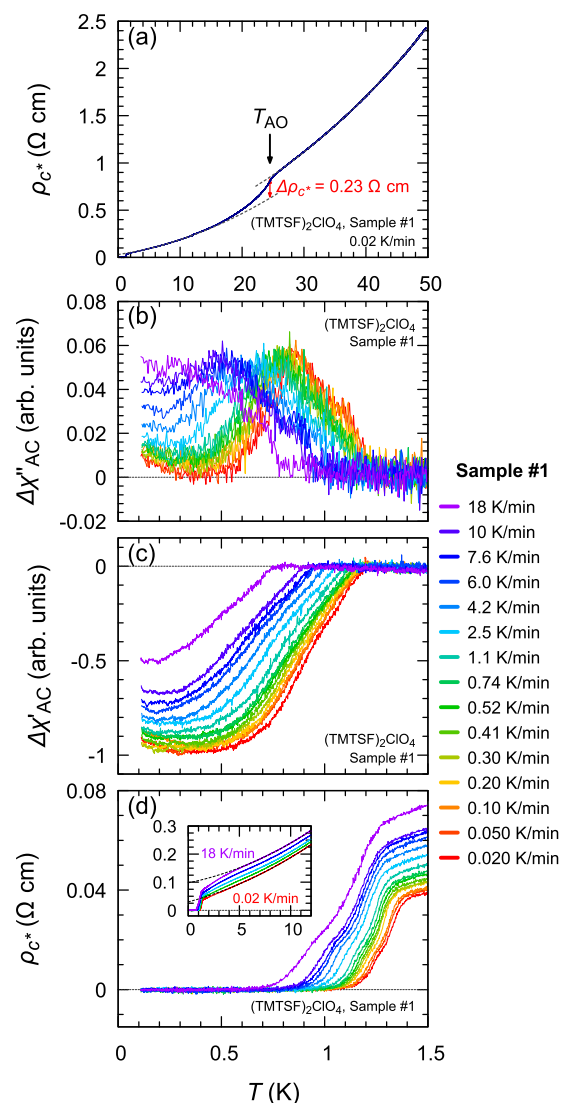 (a)
2.5
2
1.5
1
0.5
0
ρc* (Ω cm)
TAO
Δρc* = 0.23 Ω cm
(TMTSF)2ClO4, Sample #1
0.02 K/min
0 10 20 30 40 50
(b)
0.08
0.06
0.04
0.02
0
-0.02
Δχ''AC (arb. units)
(TMTSF)2ClO4
Sample #1
(c)
0
-0.5
-1
Δχ'AC (arb. units)
(TMTSF)2ClO4
Sample #1
(d)
0.08
0.04
0
ρc* (Ω cm)
0.3
0.2
0.1
0
18 K/min
0.02 K/min
0 5 10
(TMTSF)2ClO4, Sample #1
0 0.5 1 1.5
T (K)
Sample #1
18 K/min
10 K/min
7.6 K/min
6.0 K/min
4.2 K/min
2.5 K/min
1.1 K/min
0.74 K/min
0.52 K/min
0.41 K/min
0.30 K/min
0.20 K/min
0.10 K/min
0.050 K/min
0.020 K/min